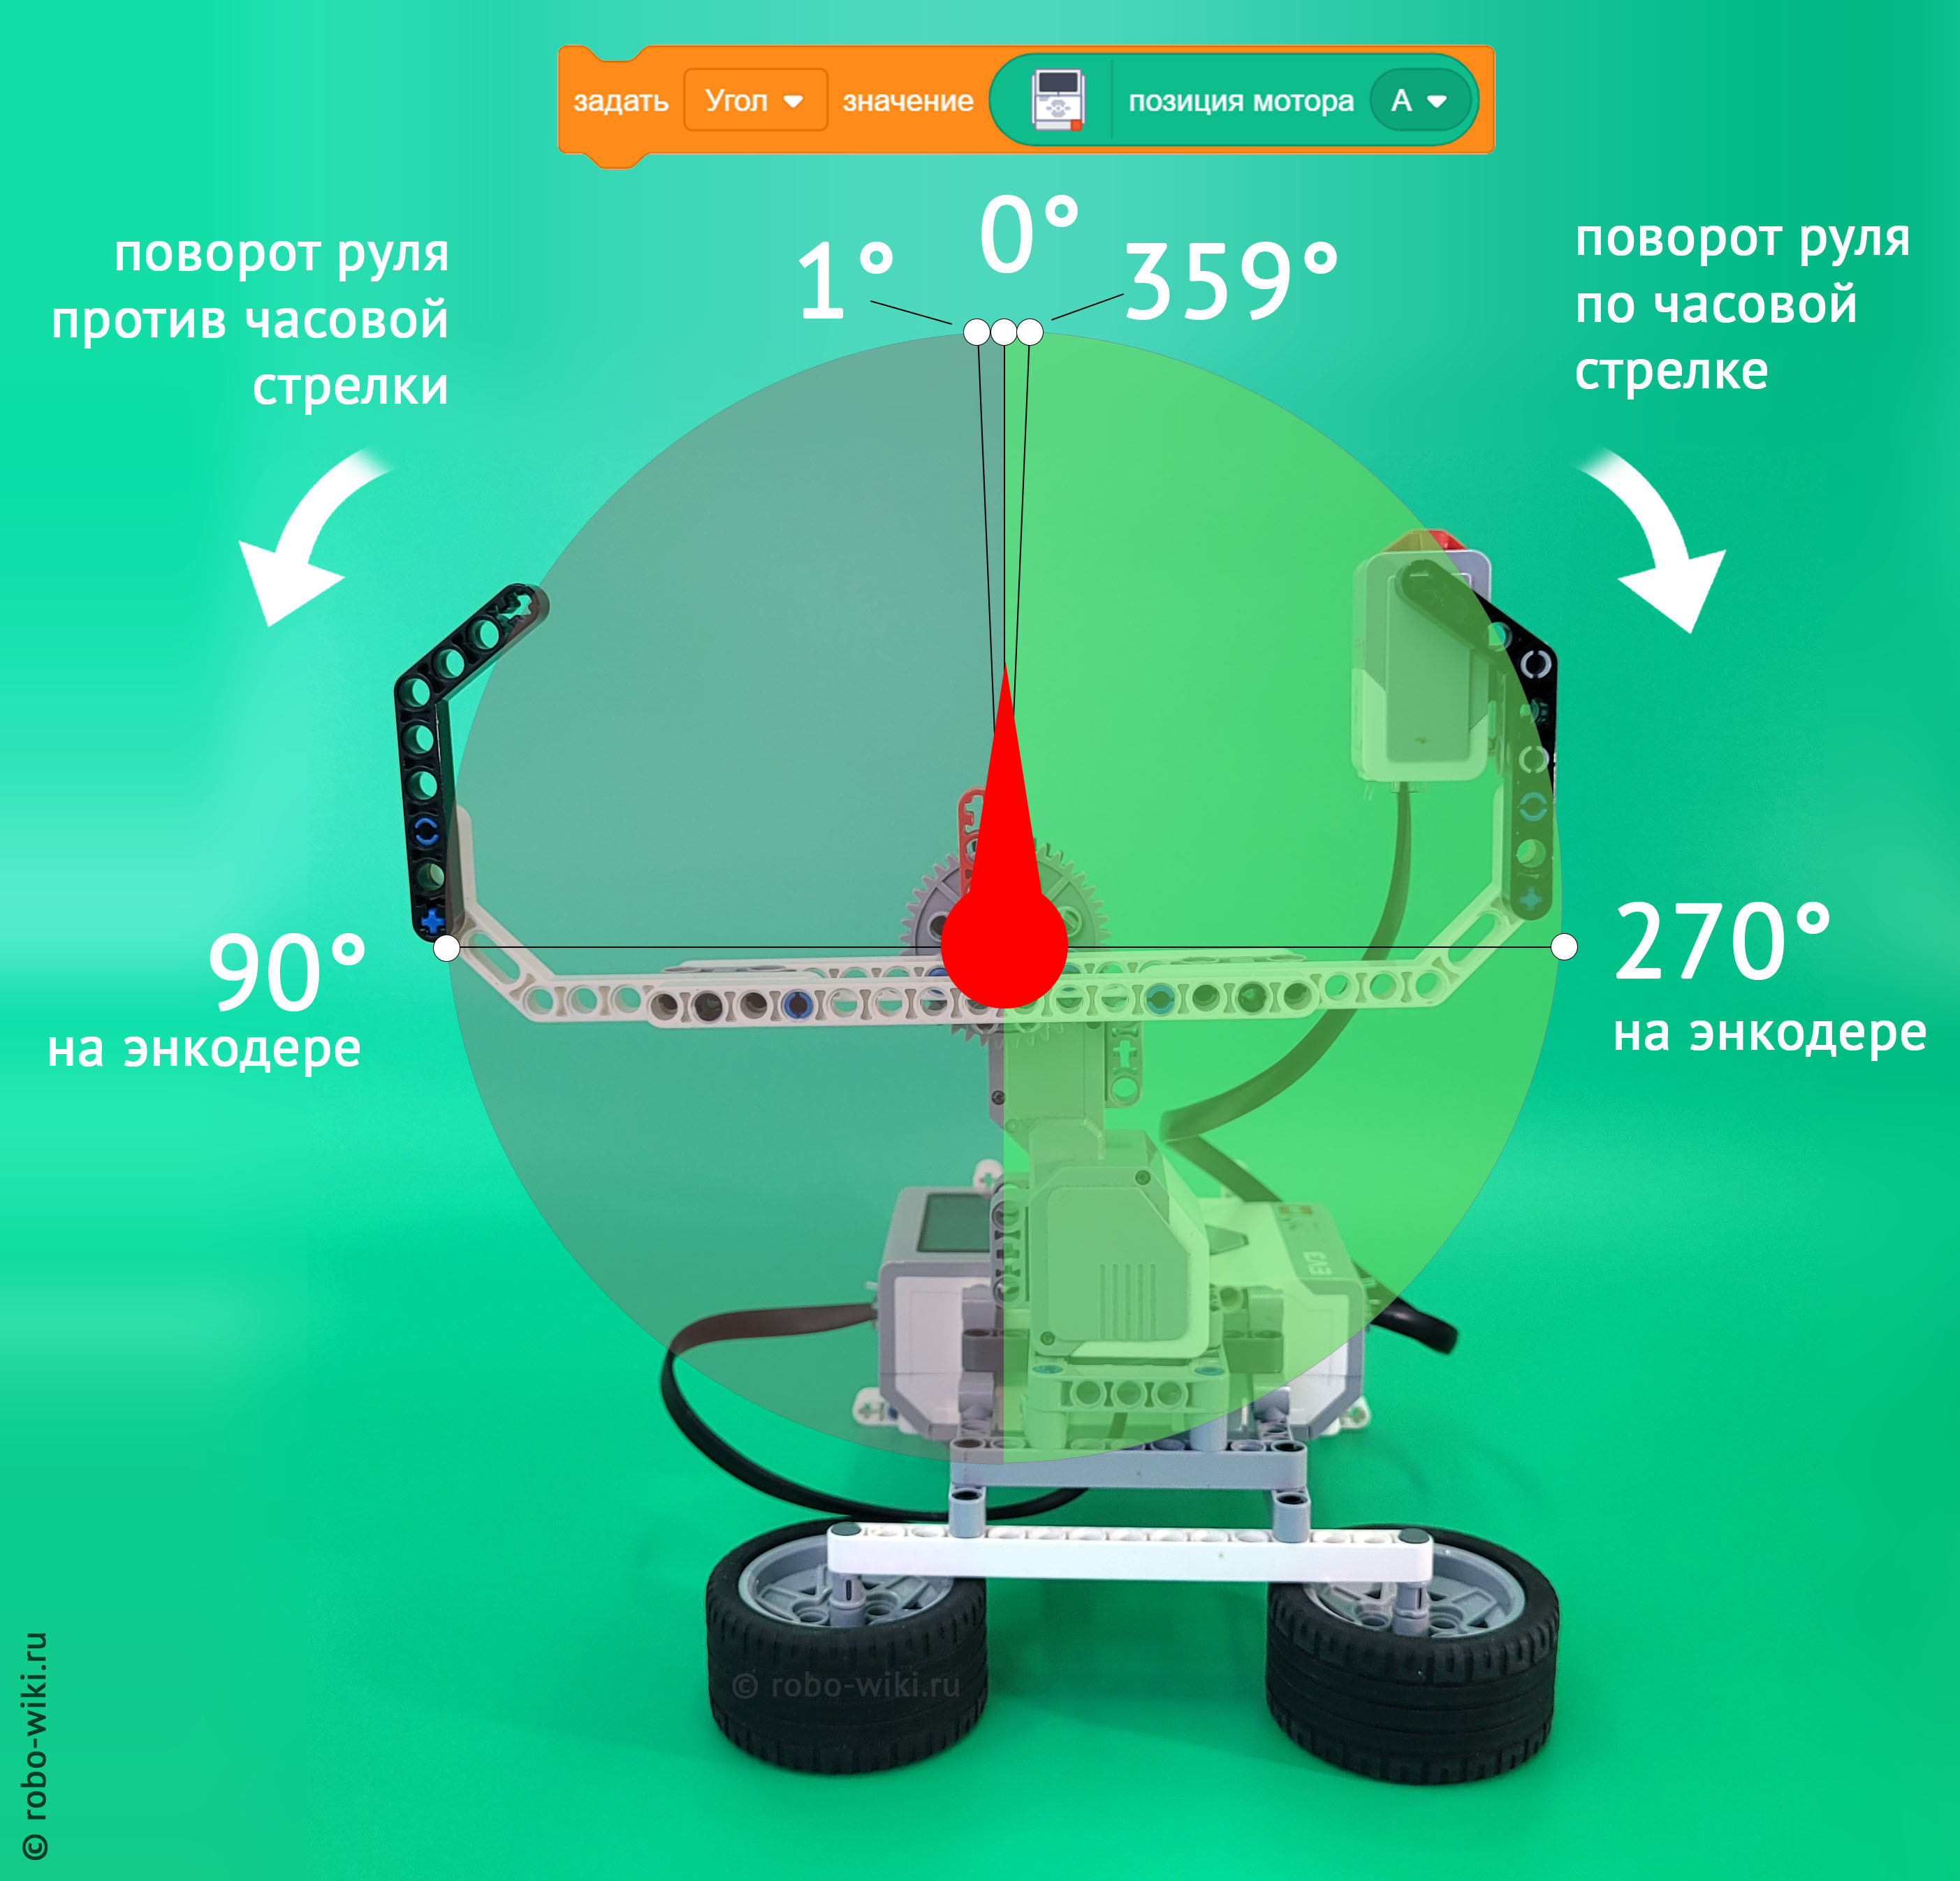 задать Угол значение позиция мотора A
0°
1°
359°
поворот руля
против часовой
стрелки
поворот руля
по часовой
стрелке
90°
на энкодере
270°
на энкодере
EV3
© robo-wiki.ru
© robo-wiki.ru